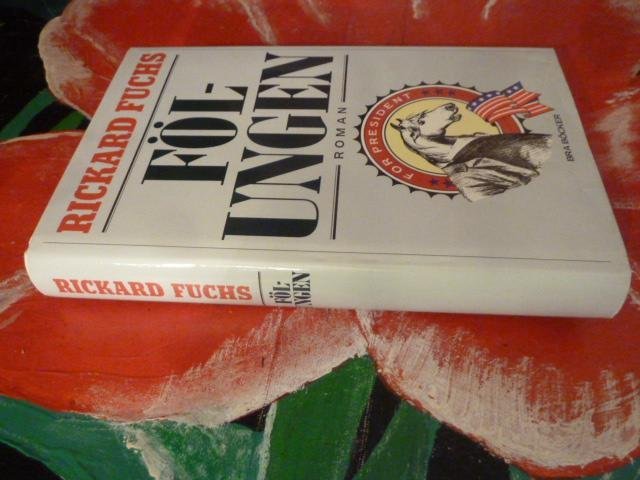 RICKARD FUCHS
FÖL-
UNGEN
ROMAN
FOR PRESIDENT
BRA BÖCKER
RICKARD FUCHS
FÖL-
UNGEN